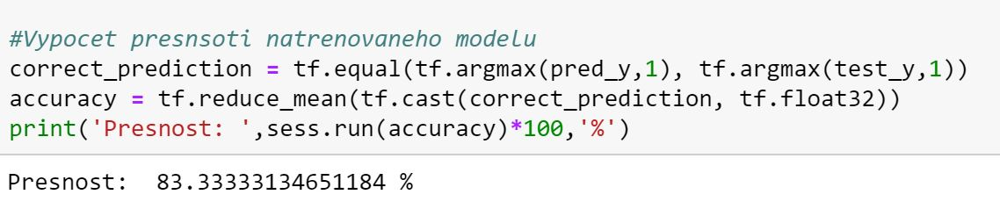 #Vypocet presnsoti natrenovaneho modelu
correct_prediction = tf.equal(tf.argmax(pred_y,1), tf.argmax(test_y,1))
accuracy = tf.reduce_mean(tf.cast(correct_prediction, tf.float32))
print('Presnost: ',sess.run(accuracy)*100,'%')
Presnost:  83.33333134651184 %